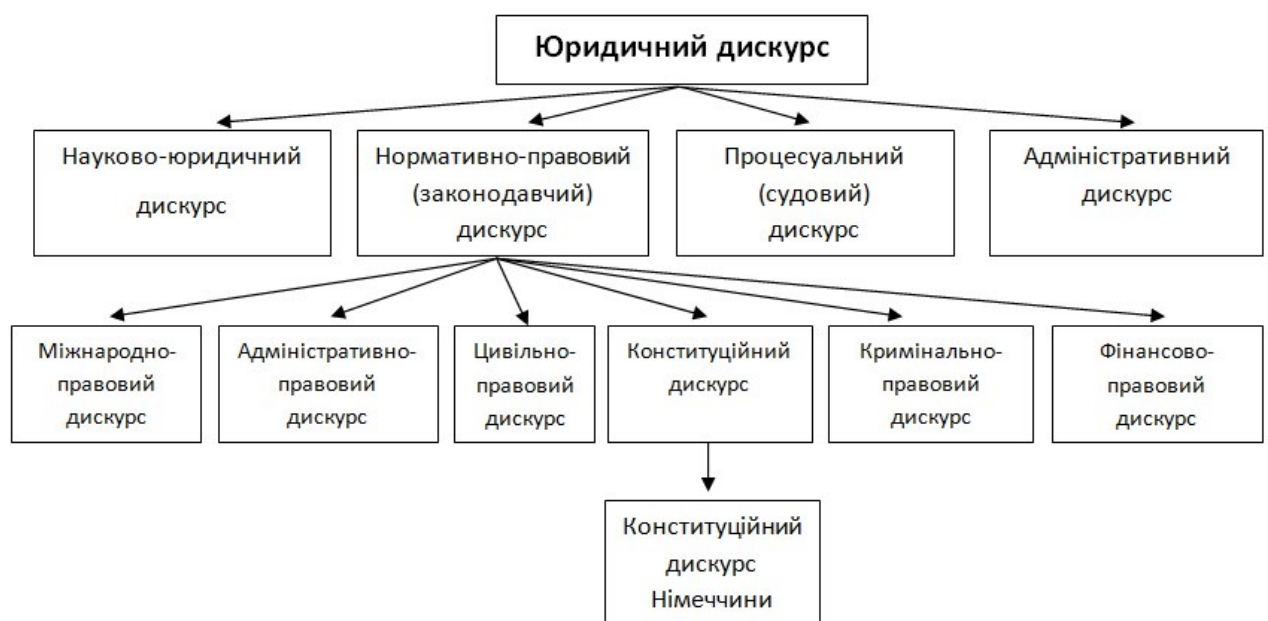 Юридичний дискурс
Науково-юридичний
дискурс
Нормативно-правовий
(законодавчий)
дискурс
Процесуальний
(судовий)
дискурс
Адміністративний
дискурс
Міжнародно-
правовий
дискурс
Адміністративно-
правовий
дискурс
Цивільно-
правовий
дискурс
Конституційний
дискурс
Кримінально-
правовий
дискурс
Фінансово-
правовий
дискурс
Конституційний
дискурс
Німеччини